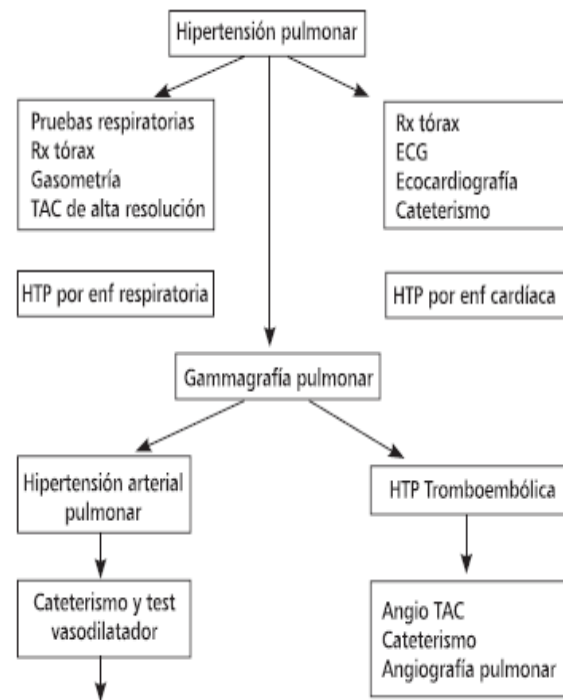 Hipertensión pulmonar
Pruebas respiratorias
Rx tórax
Gasometría
TAC de alta resolución
Rx tórax
ECG
Ecocardiografía
Cateterismo
HTP por enf respiratoria
HTP por enf cardíaca
Gammagrafía pulmonar
Hipertensión arterial
pulmonar
HTP Tromboembólica
Cateterismo y test
vasodilatador
Angio TAC
Cateterismo
Angiografía pulmonar